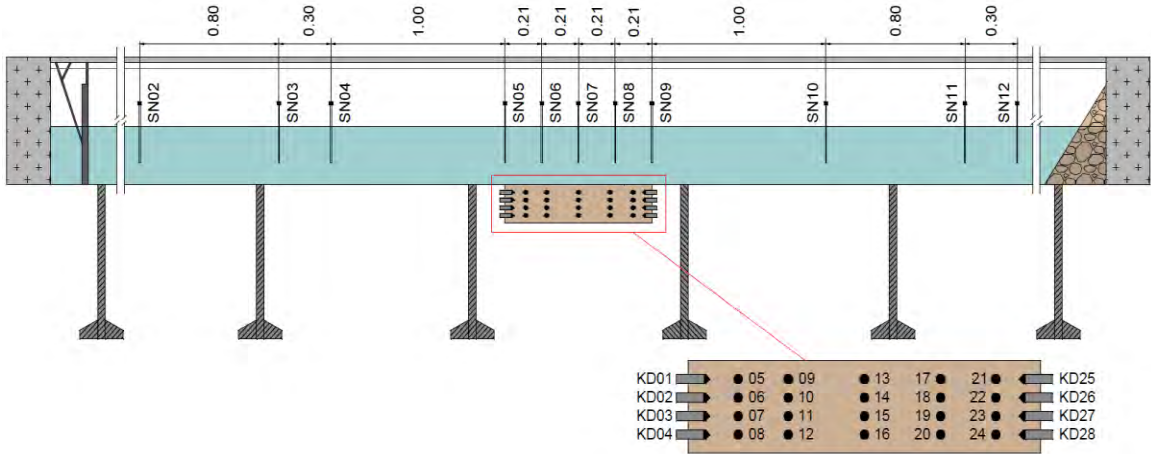 0.80 0.30 1.00 0.21 0.21 0.21 0.21 1.00 0.80 0.30
SN02 SN03 SN04 SN05 SN06 SN07 SN08 SN09 SN10 SN11 SN12
KD01 05 09 13 17 21 KD25
KD02 06 10 14 18 22 KD26
KD03 07 11 15 19 23 KD27
KD04 08 12 16 20 24 KD28